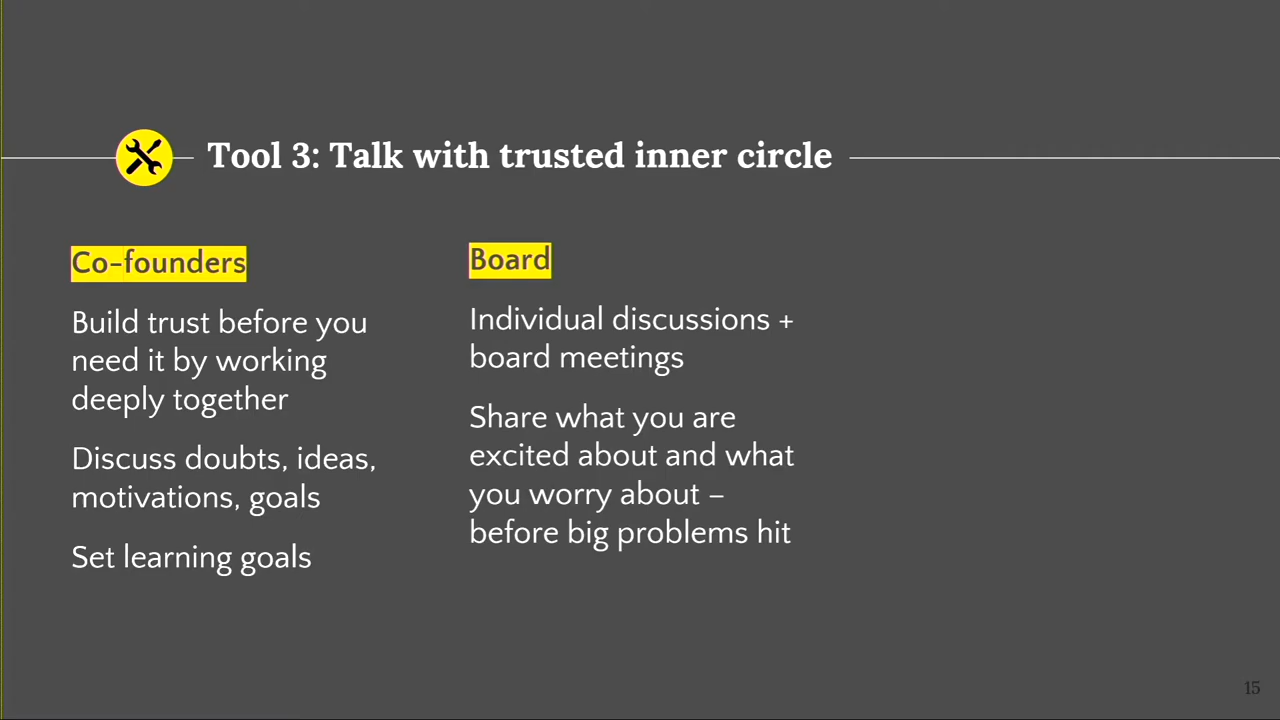 Tool 3: Talk with trusted inner circle
Co-founders
Build trust before you
need it by working
deeply together
Discuss doubts, ideas,
motivations, goals
Set learning goals
Board
Individual discussions +
board meetings
Share what you are
excited about and what
you worry about –
before big problems hit
15